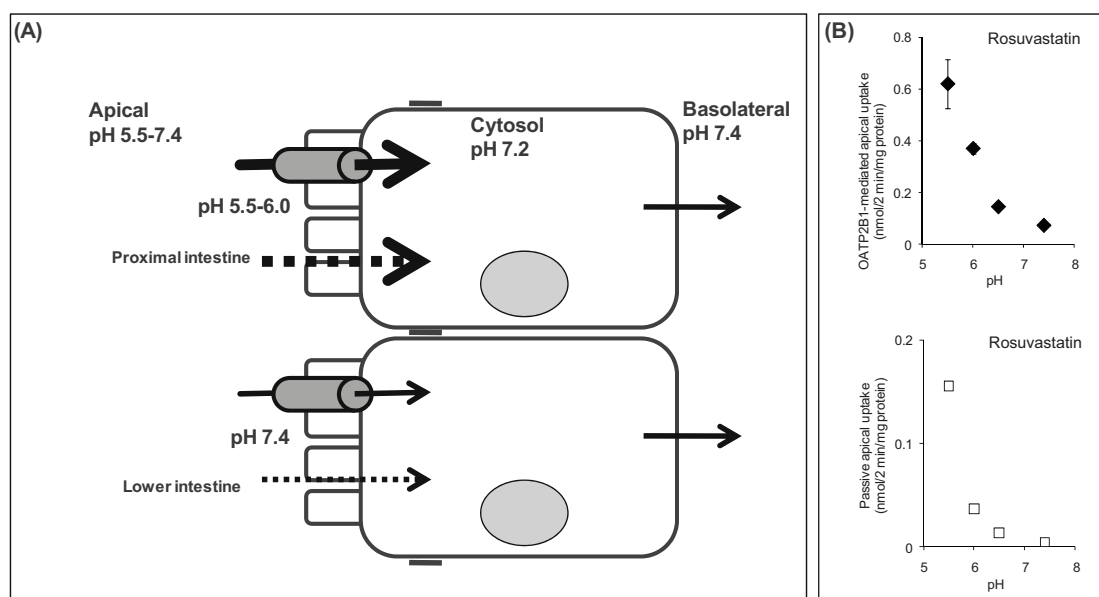 (A)
Apical
pH 5.5-7.4
Cytosol
pH 7.2
Basolateral
pH 7.4
pH 5.5-6.0
Proximal intestine
pH 7.4
Lower intestine
(B)
Rosuvastatin
OATP2B1-mediated apical uptake
(nmol/2 min/mg protein)
0.8
0.6
0.4
0.2
0
5
6
7
8
pH
Rosuvastatin
Passive apical uptake
(nmol/2 min/mg protein)
0.2
0.1
0
5
6
7
8
pH